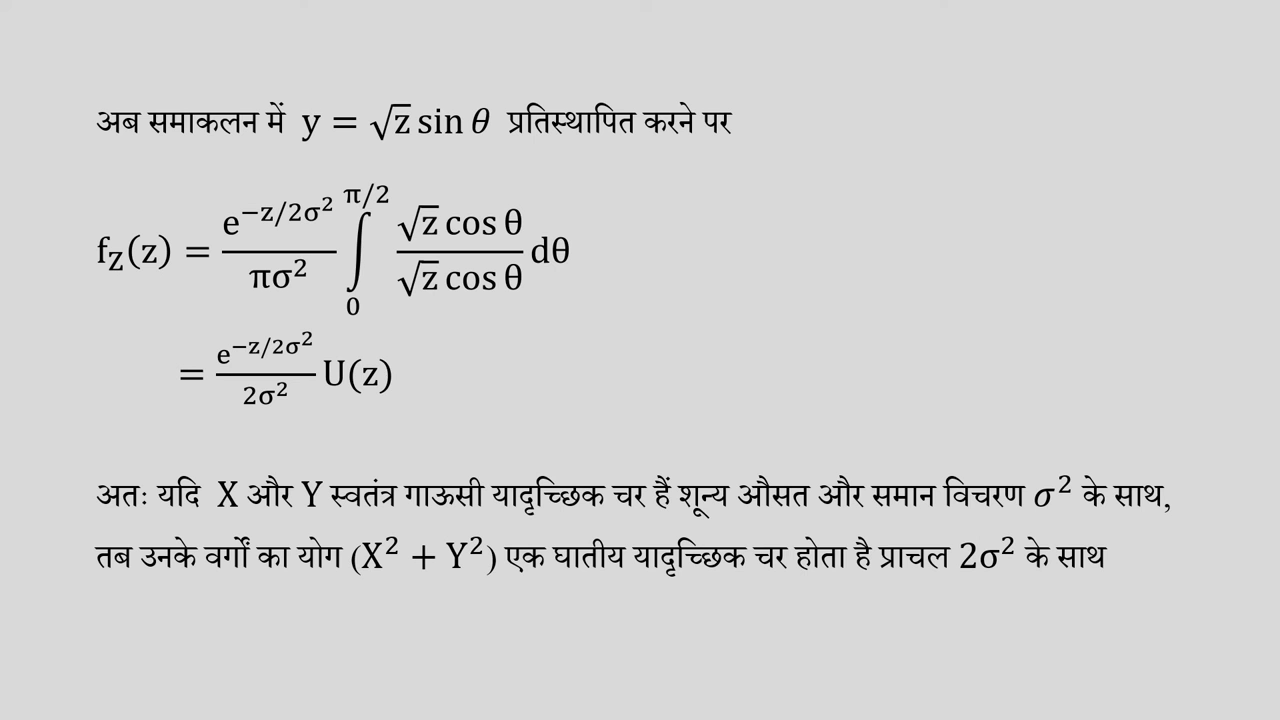 अब समाकलन में y = √z sin θ प्रतिस्थापित करने पर
f_Z(z) = e^{−z/2σ²}/πσ² ∫_0^{π/2} (√z cos θ)/(√z cos θ) dθ
= e^{−z/2σ²}/2σ² U(z)
अतः यदि X और Y स्वतंत्र गाऊसी यादृच्छिक चर हैं शून्य औसत और समान विचरण σ² के साथ,
तब उनके वर्गों का योग (X² + Y²) एक घातीय यादृच्छिक चर होता है प्राचल 2σ² के साथ